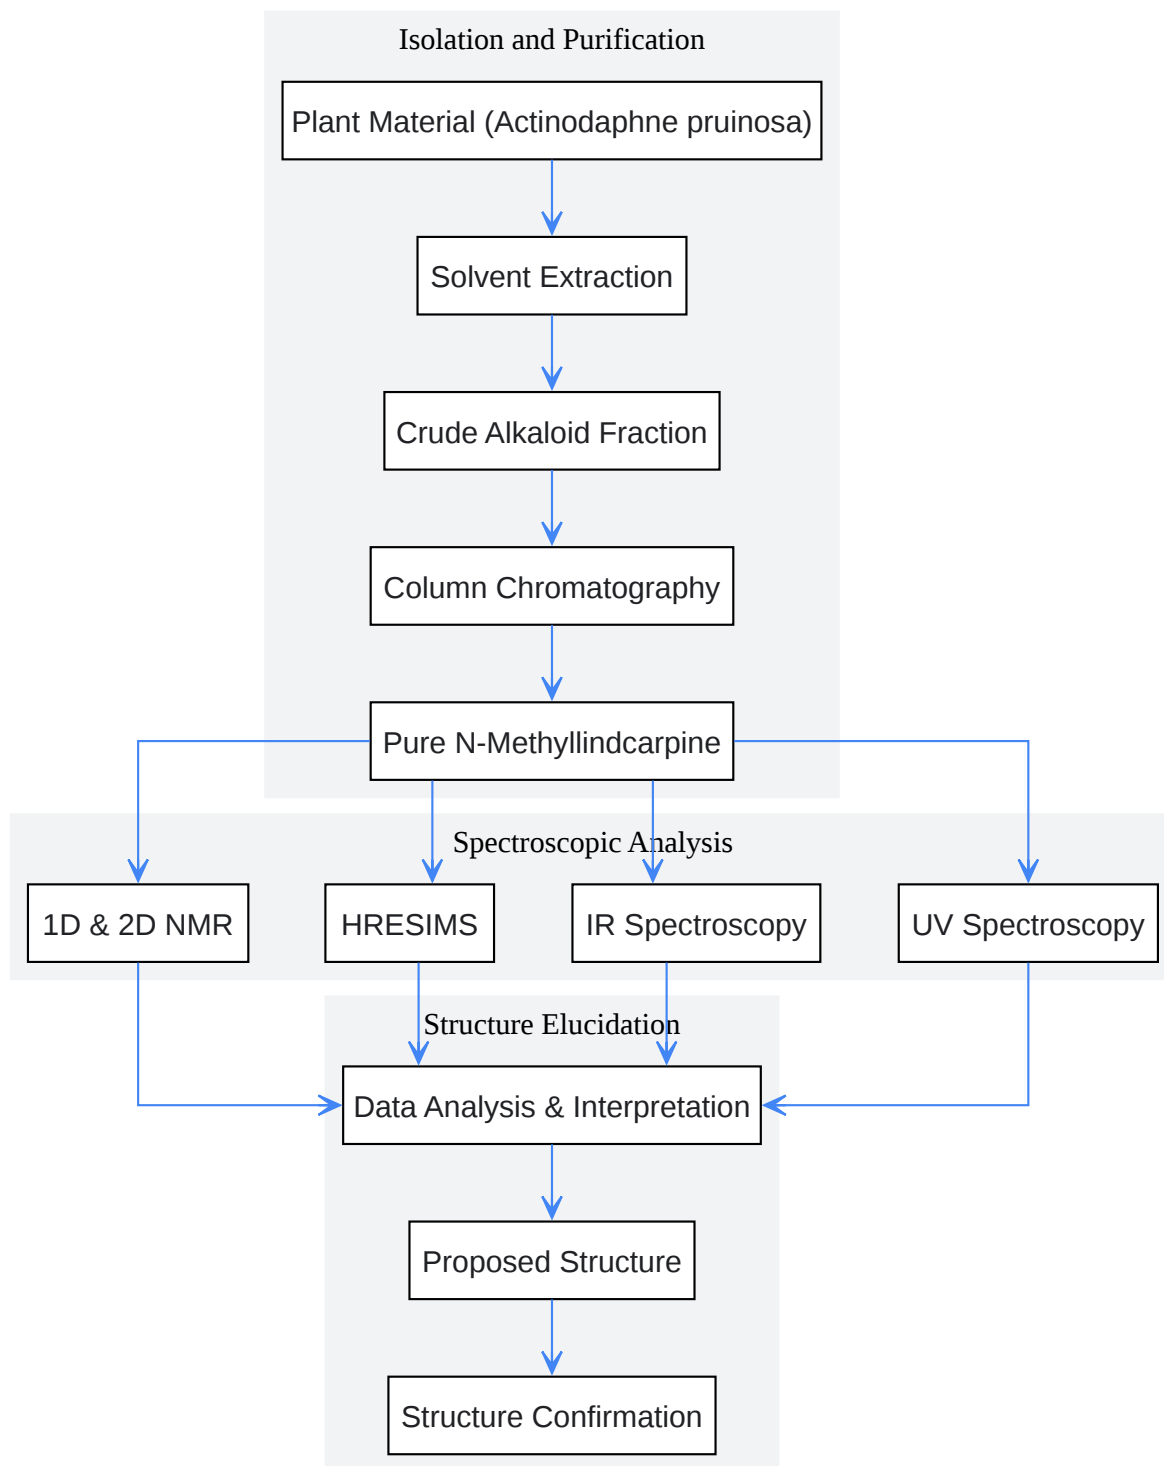 Isolation and Purification
Plant Material (Actinodaphne pruinosa)
Solvent Extraction
Crude Alkaloid Fraction
Column Chromatography
Pure N-Methyllindcarpine
Spectroscopic Analysis
1D & 2D NMR
HRESIMS
IR Spectroscopy
UV Spectroscopy
Structure Elucidation
Data Analysis & Interpretation
Proposed Structure
Structure Confirmation